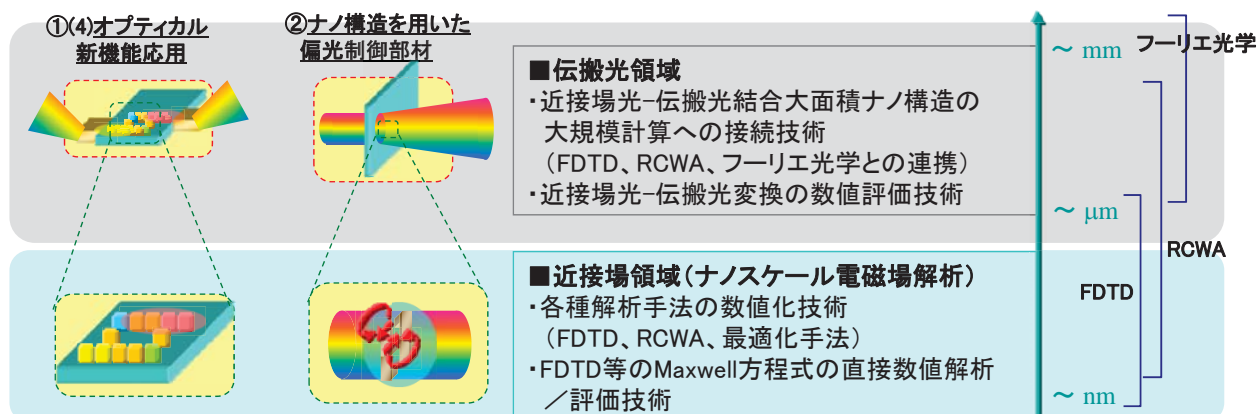 ①(4)オプティカル
新機能応用
②ナノ構造を用いた
偏光制御部材
■伝搬光領域
・近接場光-伝搬光結合大面積ナノ構造の
大規模計算への接続技術
(FDTD、RCWA、フーリエ光学との連携)
・近接場光-伝搬光変換の数値評価技術
～ mm
フーリエ光学
～ μm
RCWA
FDTD
■近接場領域(ナノスケール電磁場解析)
・各種解析手法の数値化技術
(FDTD、RCWA、最適化手法)
・FDTD等のMaxwell方程式の直接数値解析
／評価技術
～ nm